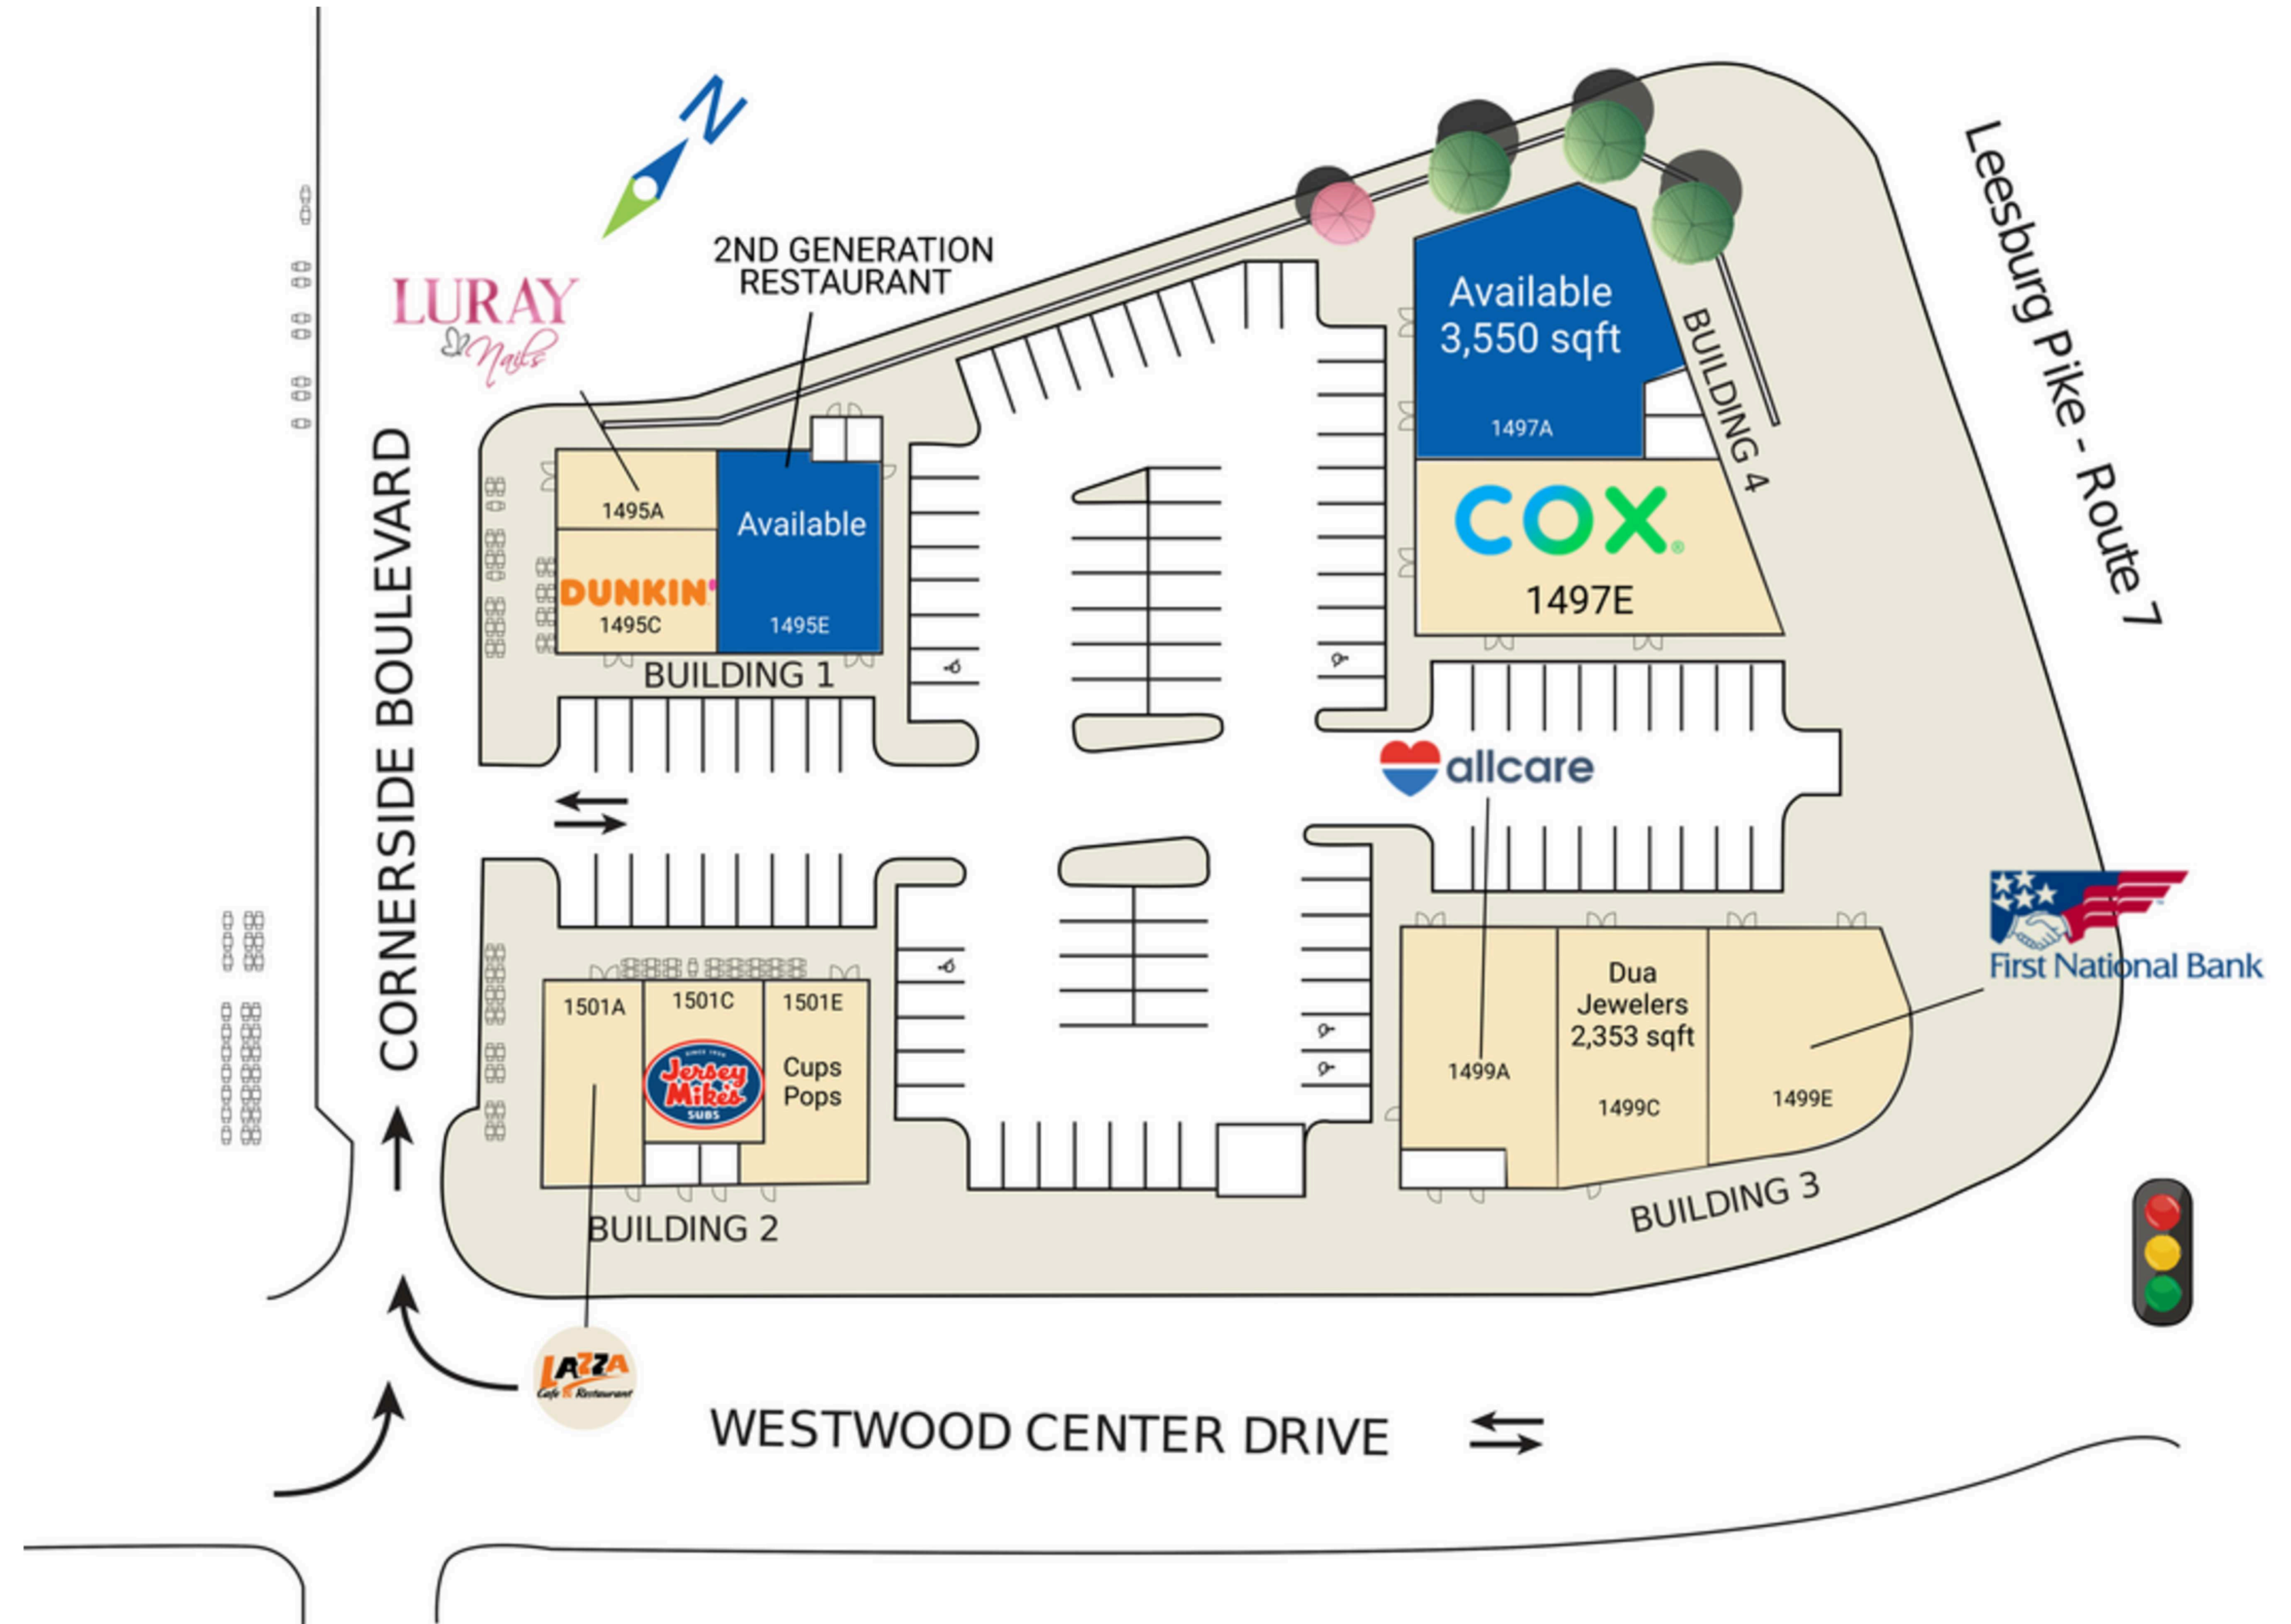 N
LURAY
Nails
2ND GENERATION
RESTAURANT
1495A
DUNKIN'
1495C
Available
1495E
BUILDING 1
Available
3,550 sqft
1497A
BUILDING 4
COX®
1497E
Leesburg Pike - Route 7
CORNERSIDE BOULEVARD
allcare
1501A
1501C
1501E
SINCE 1956
Jersey
Mike's
SUBS
Cups
Pops
BUILDING 2
1499A
Dua
Jewelers
2,353 sqft
1499C
1499E
First National Bank
BUILDING 3
LAZZA
Cafe & Restaurant
WESTWOOD CENTER DRIVE